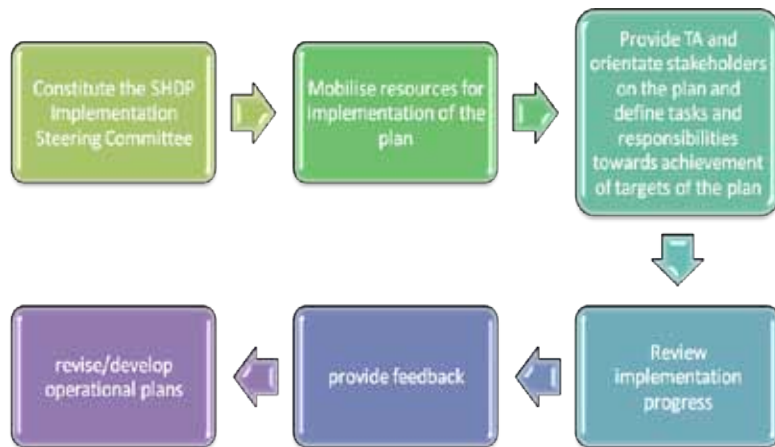 Constitute the SHDP
Implementation
Steering Committee
Mobilise resources for
implementation of the
plan
Provide TA and
orientate stakeholders
on the plan and
define tasks and
responsibilities
towards achievement
of targets of the plan
Review
implementation
progress
provide feedback
revise/develop
operational plans